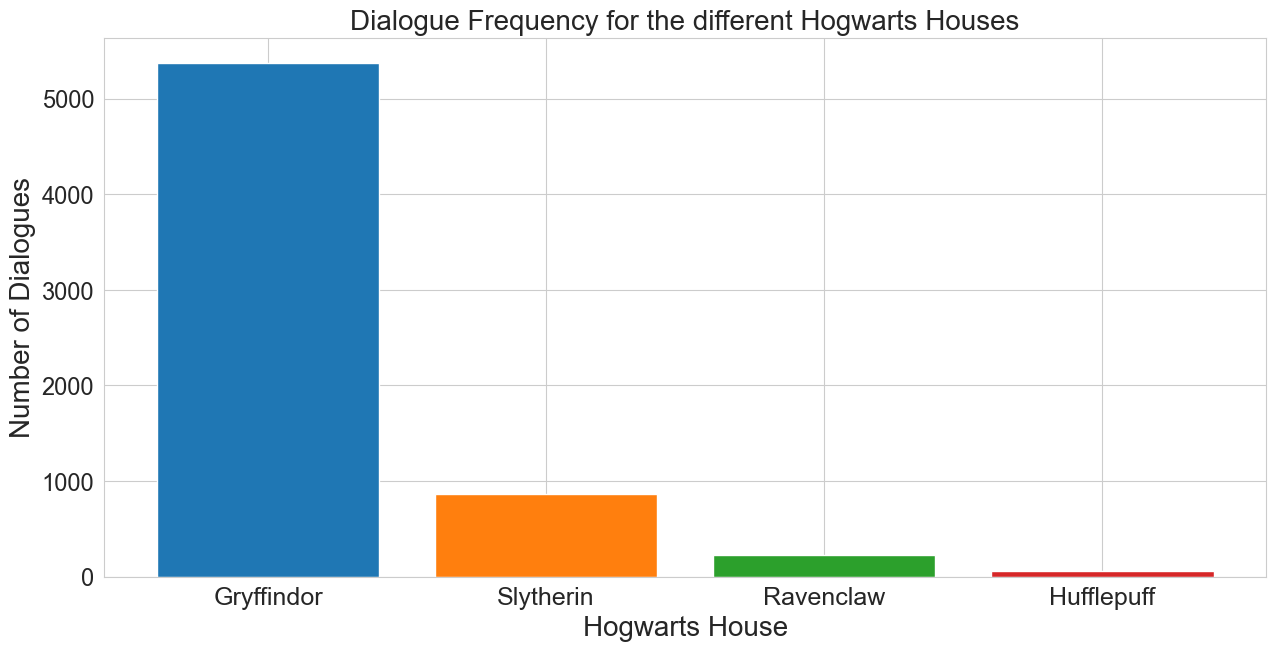 Dialogue Frequency for the different Hogwarts Houses
Number of Dialogues
5000
4000
3000
2000
1000
0
Gryffindor Slytherin Ravenclaw Hufflepuff
Hogwarts House